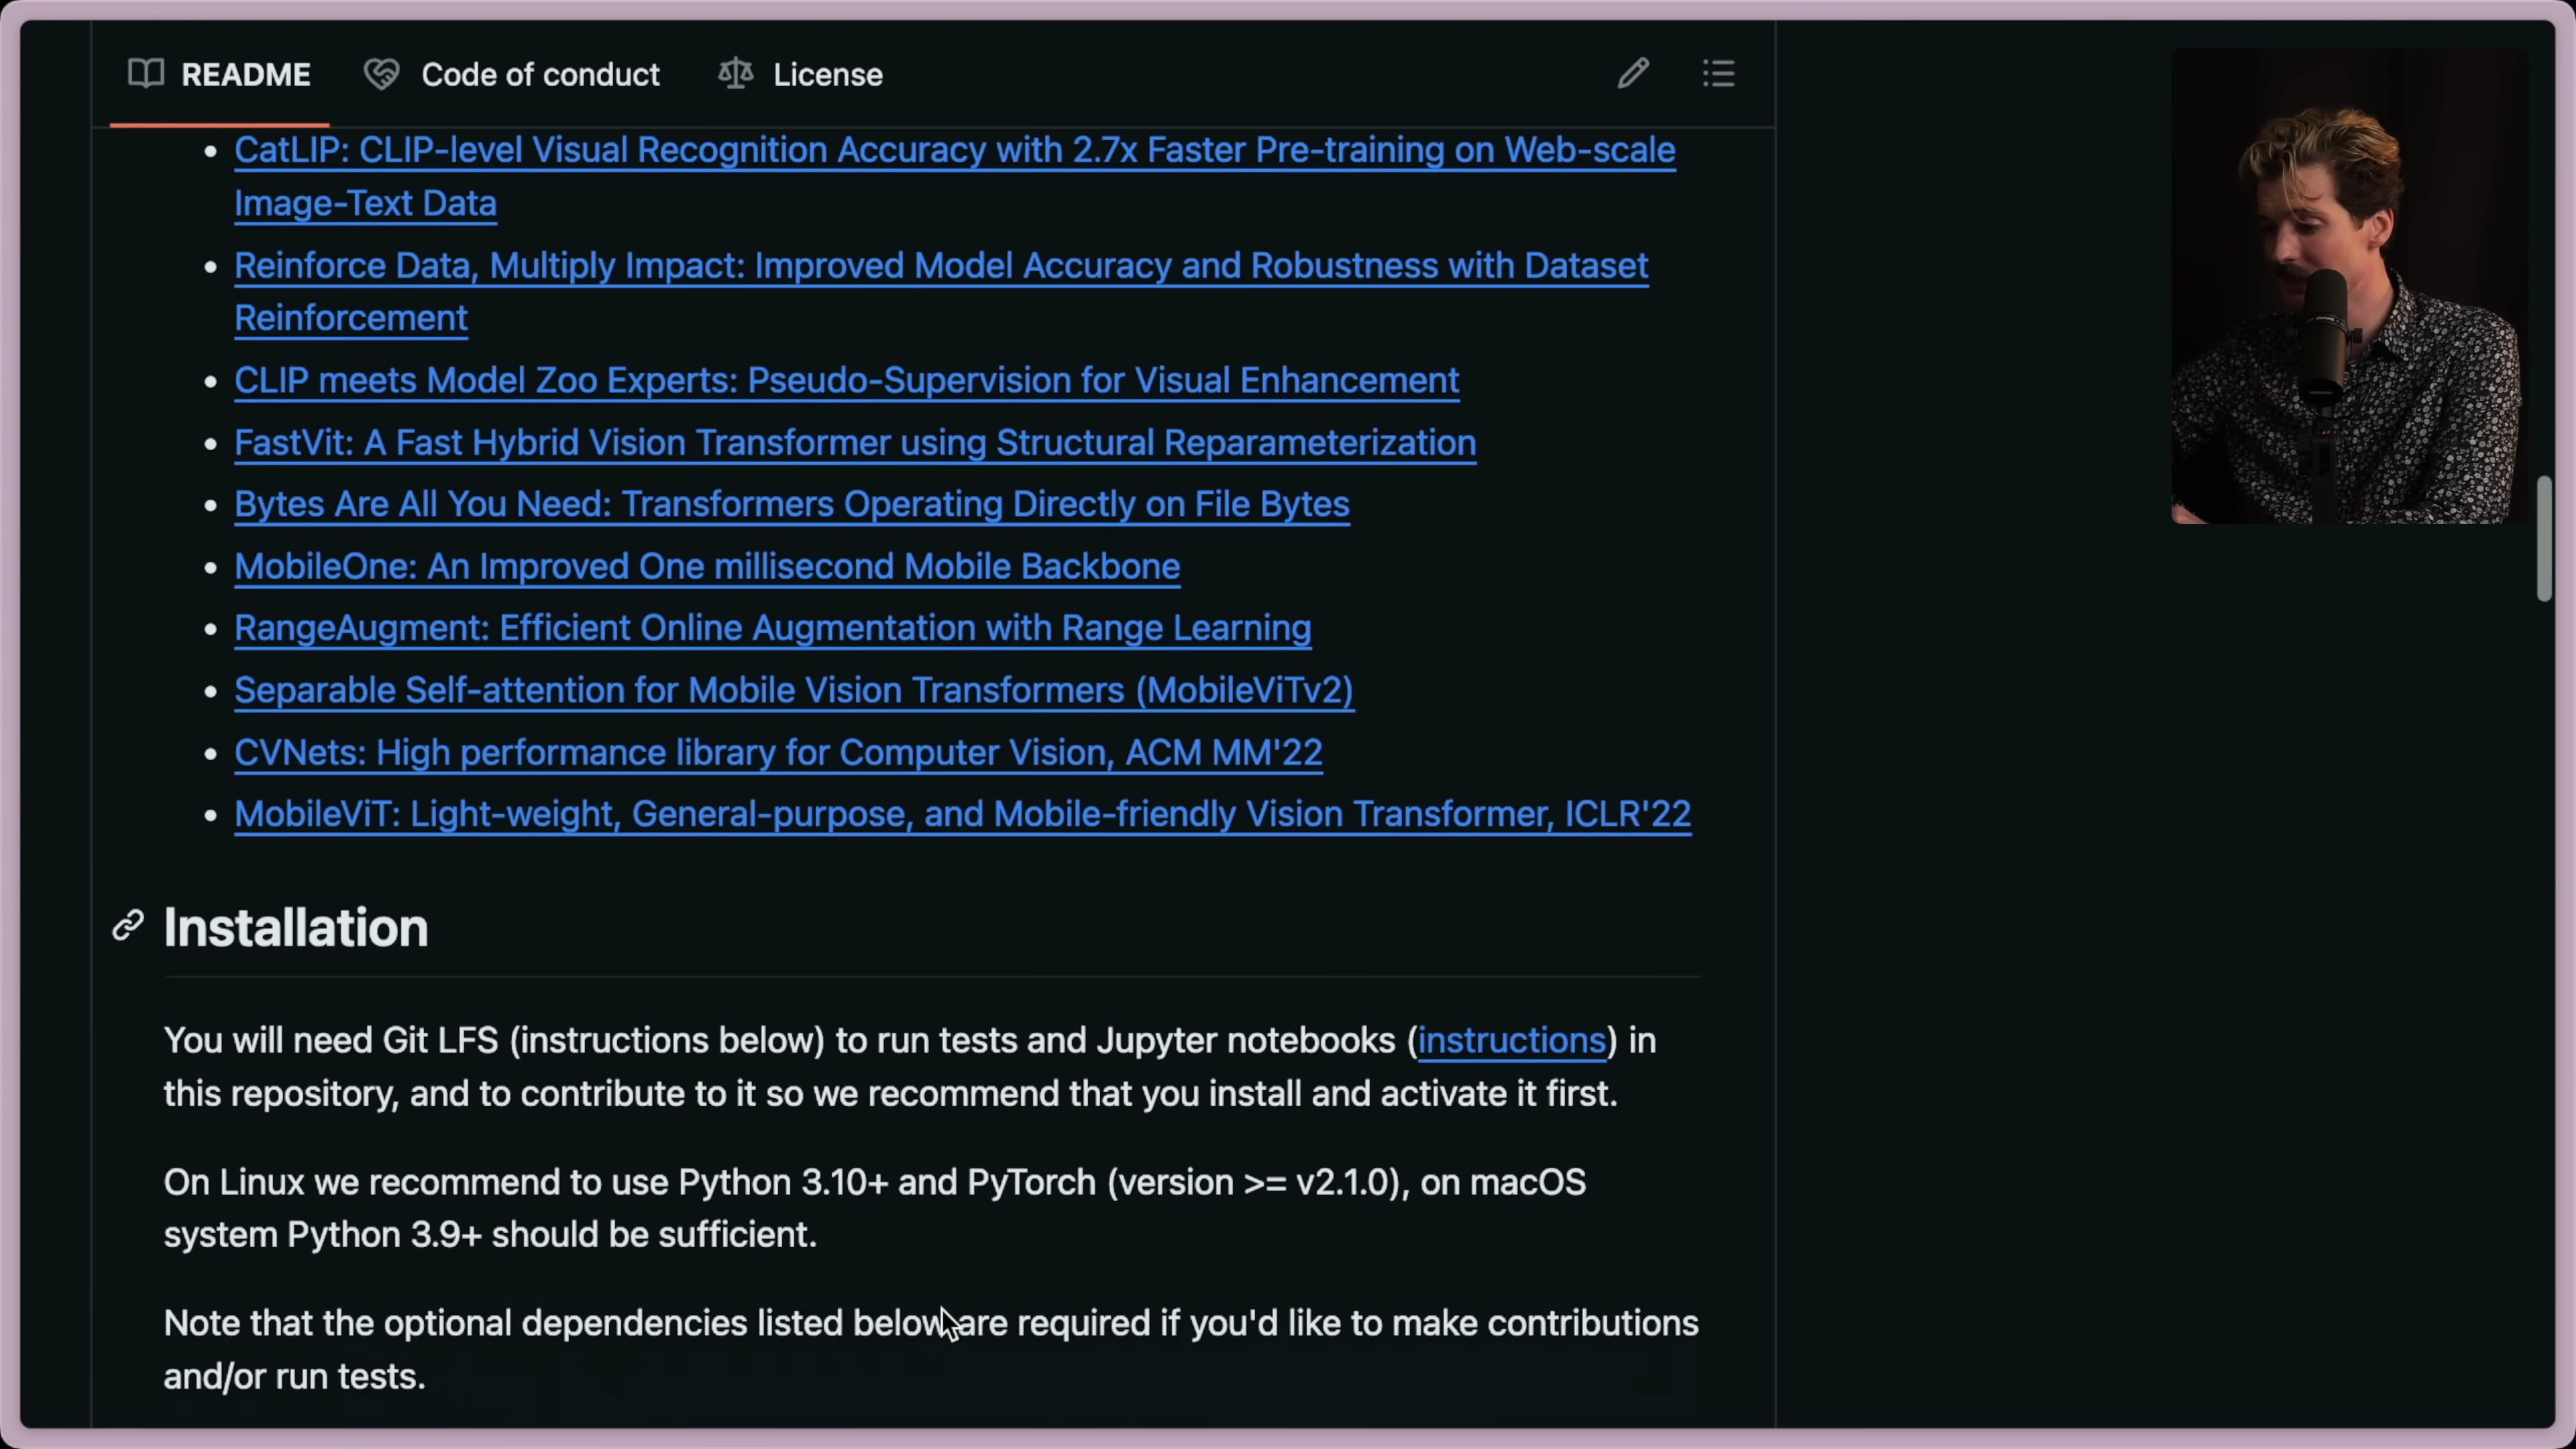 README
Code of conduct
License
CatLIP: CLIP-level Visual Recognition Accuracy with 2.7x Faster Pre-training on Web-scale
Image-Text Data
Reinforce Data, Multiply Impact: Improved Model Accuracy and Robustness with Dataset
Reinforcement
CLIP meets Model Zoo Experts: Pseudo-Supervision for Visual Enhancement
FastVit: A Fast Hybrid Vision Transformer using Structural Reparameterization
Bytes Are All You Need: Transformers Operating Directly on File Bytes
MobileOne: An Improved One millisecond Mobile Backbone
RangeAugment: Efficient Online Augmentation with Range Learning
Separable Self-attention for Mobile Vision Transformers (MobileViTv2)
CVNets: High performance library for Computer Vision, ACM MM'22
MobileViT: Light-weight, General-purpose, and Mobile-friendly Vision Transformer, ICLR'22
Installation
You will need Git LFS (instructions below) to run tests and Jupyter notebooks (instructions) in
this repository, and to contribute to it so we recommend that you install and activate it first.
On Linux we recommend to use Python 3.10+ and PyTorch (version >= v2.1.0), on macOS
system Python 3.9+ should be sufficient.
Note that the optional dependencies listed below are required if you'd like to make contributions
and/or run tests.